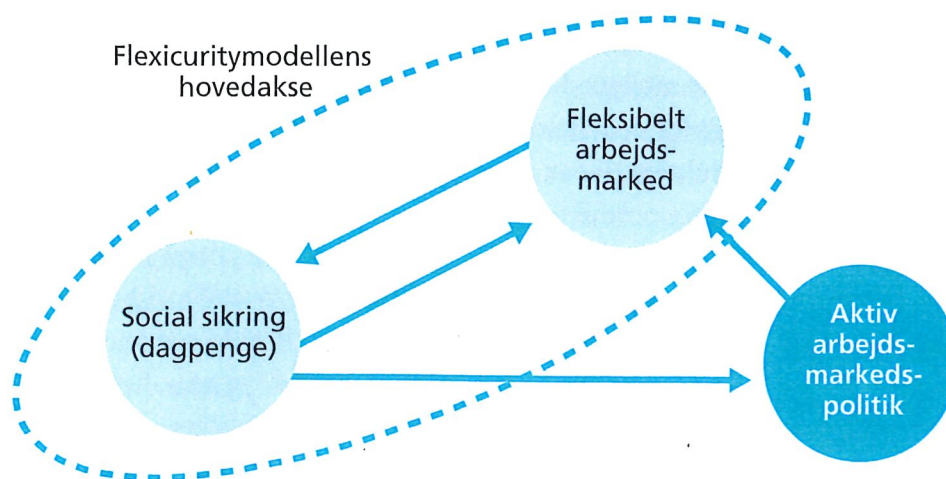 Flexicuritymodellens
hovedakse
Fleksibelt
arbejds-
marked
Social sikring
(dagpenge)
Aktiv
arbejds-
markeds-
politik